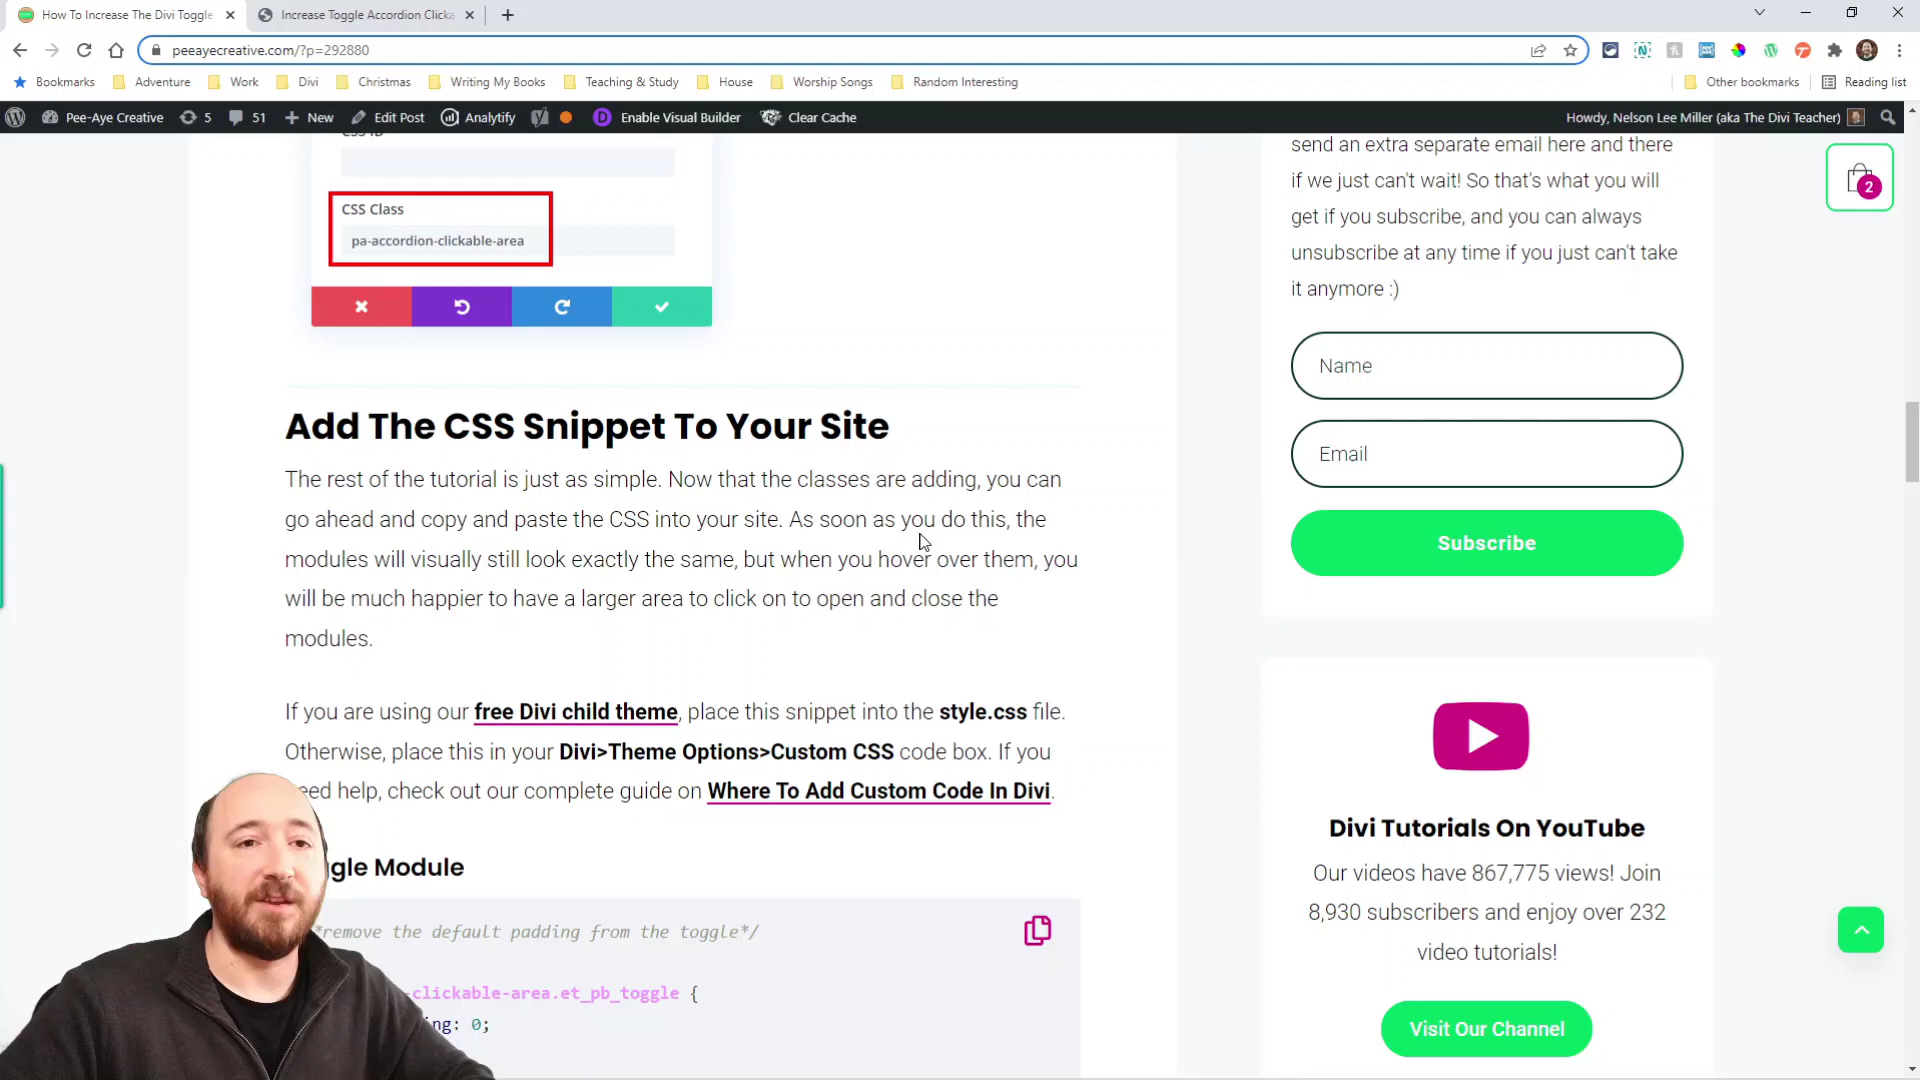 How To Increase The Divi Toggle
Increase Toggle Accordion Clicka
peeayecreative.com/?p=292880
Bookmarks
Adventure
Work
Divi
Christmas
Writing My Books
Teaching & Study
House
Worship Songs
Random Interesting
Other bookmarks
Reading list
Pee-Aye Creative
5
51
New
Edit Post
Analytify
Enable Visual Builder
Clear Cache
Howdy, Nelson Lee Miller (aka The Divi Teacher)
CSS ID
CSS Class
pa-accordion-clickable-area
Add The CSS Snippet To Your Site
The rest of the tutorial is just as simple. Now that the classes are adding, you can
go ahead and copy and paste the CSS into your site. As soon as you do this, the
modules will visually still look exactly the same, but when you hover over them, you
will be much happier to have a larger area to click on to open and close the
modules.
If you are using our free Divi child theme, place this snippet into the style.css file.
Otherwise, place this in your Divi>Theme Options>Custom CSS code box. If you
eed help, check out our complete guide on Where To Add Custom Code In Divi.
gle Module
*remove the default padding from the toggle*/
-clickable-area.et_pb_toggle {
ng: 0;
send an extra separate email here and there
if we just can't wait! So that's what you will
get if you subscribe, and you can always
unsubscribe at any time if you just can't take
it anymore :)
Name
Email
Subscribe
2
Divi Tutorials On YouTube
Our videos have 867,775 views! Join
8,930 subscribers and enjoy over 232
video tutorials!
Visit Our Channel